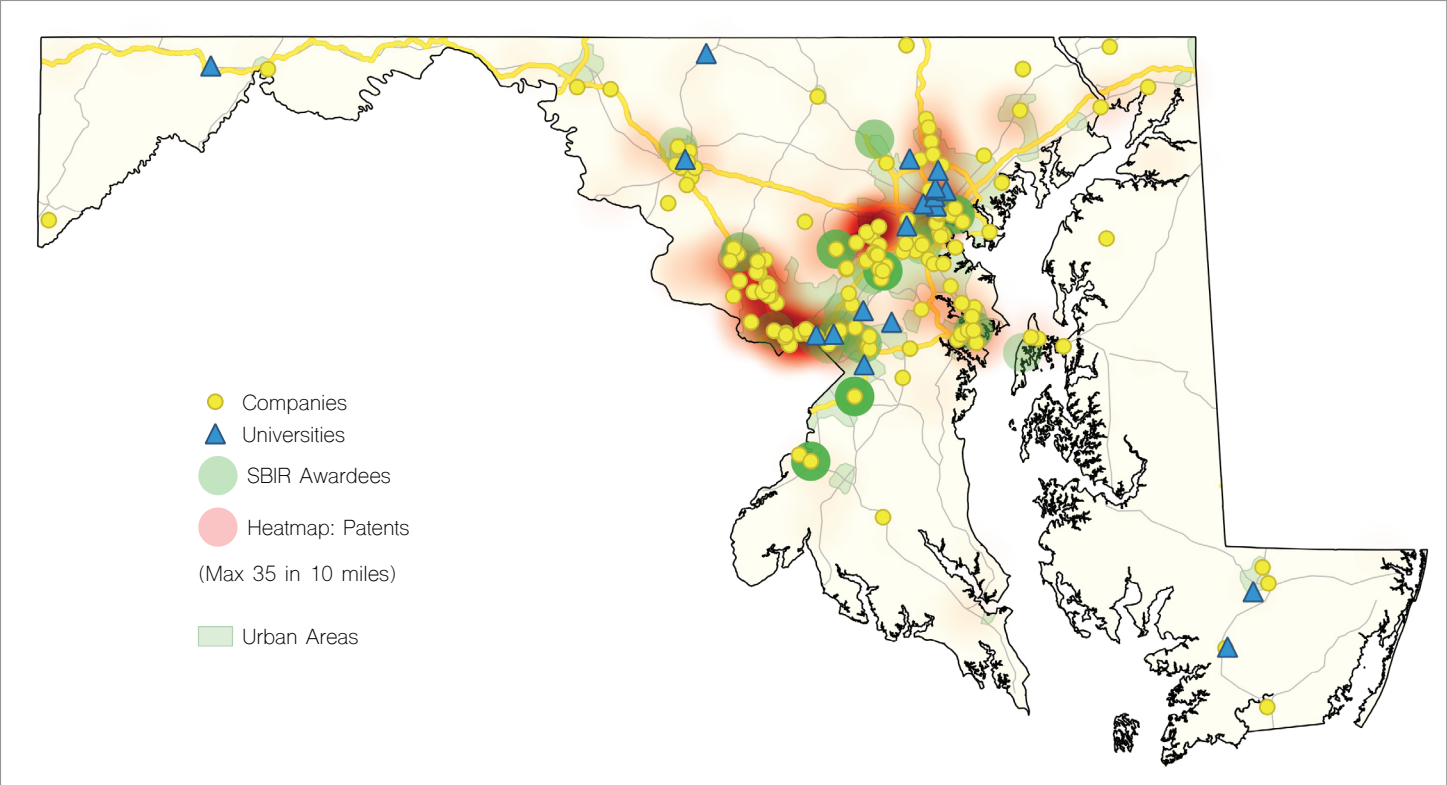 Companies
Universities
SBIR Awardees
Heatmap: Patents
(Max 35 in 10 miles)
Urban Areas